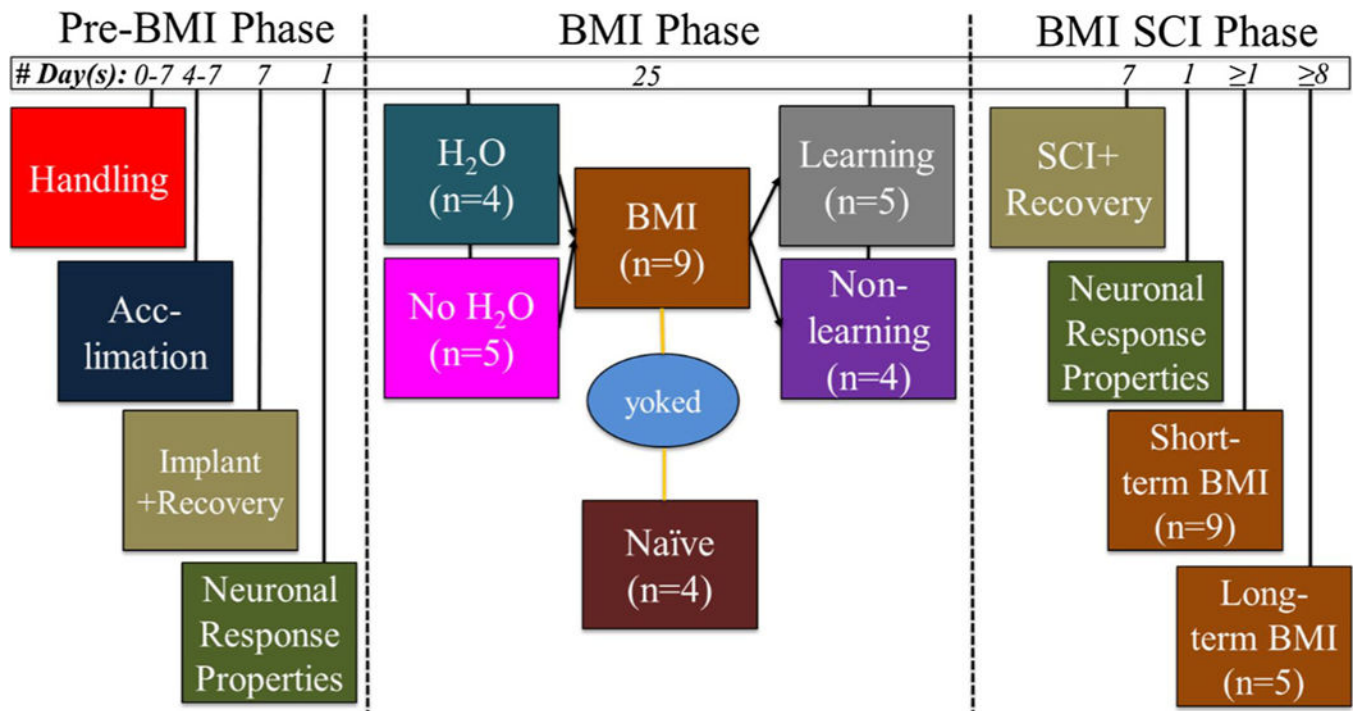 Pre-BMI Phase
BMI Phase
BMI SCI Phase
# Day(s): 0-7 4-7 7 1 25 7 1 ≥1 ≥8
Handling
Acc-
limation
Implant
+Recovery
Neuronal
Response
Properties
H₂O
(n=4)
No H₂O
(n=5)
BMI
(n=9)
yoked
Naïve
(n=4)
Learning
(n=5)
Non-
learning
(n=4)
SCI+
Recovery
Neuronal
Response
Properties
Short-
term BMI
(n=9)
Long-
term BMI
(n=5)